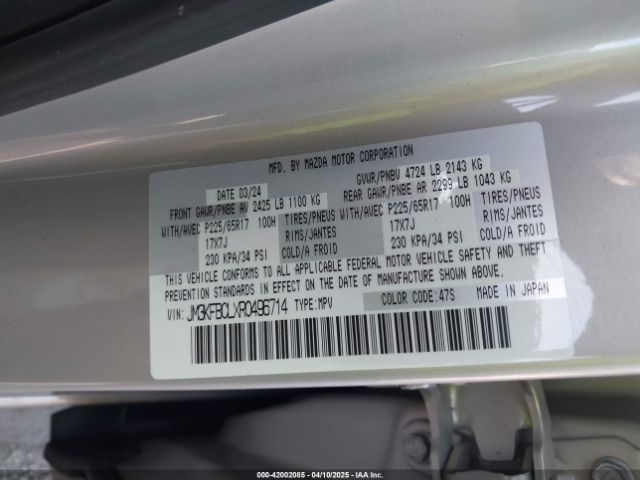 MFD. BY MAZDA MOTOR CORPORATION
DATE 03/24 GVWR/PNBV 4724 LB 2143 KG
FRONT GAWR/PNBE AV 2425 LB 1100 KG REAR GAWR/PNBE AR 2299 LB 1043 KG
WITH/AVEC P225/65R17 100H TIRES/PNEUS WITH/AVEC P225/65R17 100H TIRES/PNEUS
17X7J RIMS/JANTES 17X7J RIMS/JANTES
230 KPA/34 PSI COLD/A FROID 230 KPA/34 PSI COLD/A FROID
THIS VEHICLE CONFORMS TO ALL APPLICABLE FEDERAL MOTOR VEHICLE SAFETY AND THEFT
PREVENTION STANDARDS IN EFFECT ON THE DATE OF MANUFACTURE SHOWN ABOVE.
VIN: JM3KFBCLXR0496714 TYPE: MPV COLOR CODE: 47S MADE IN JAPAN
000-42002085 - 04/10/2025 - IAA Inc.